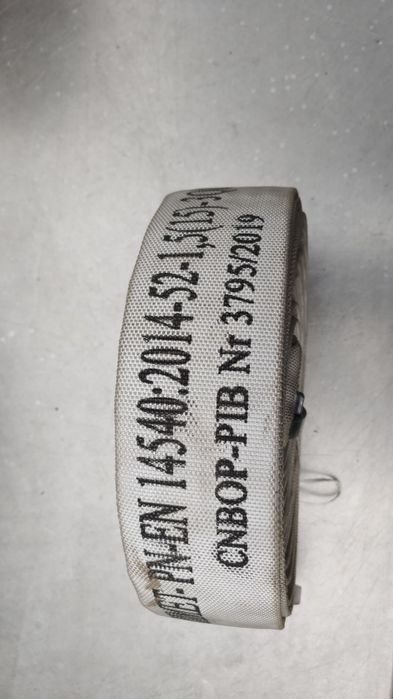 PN-EN 14540:2014-52-1,5(15)-
CNBOP-PIB Nr 3795/2019